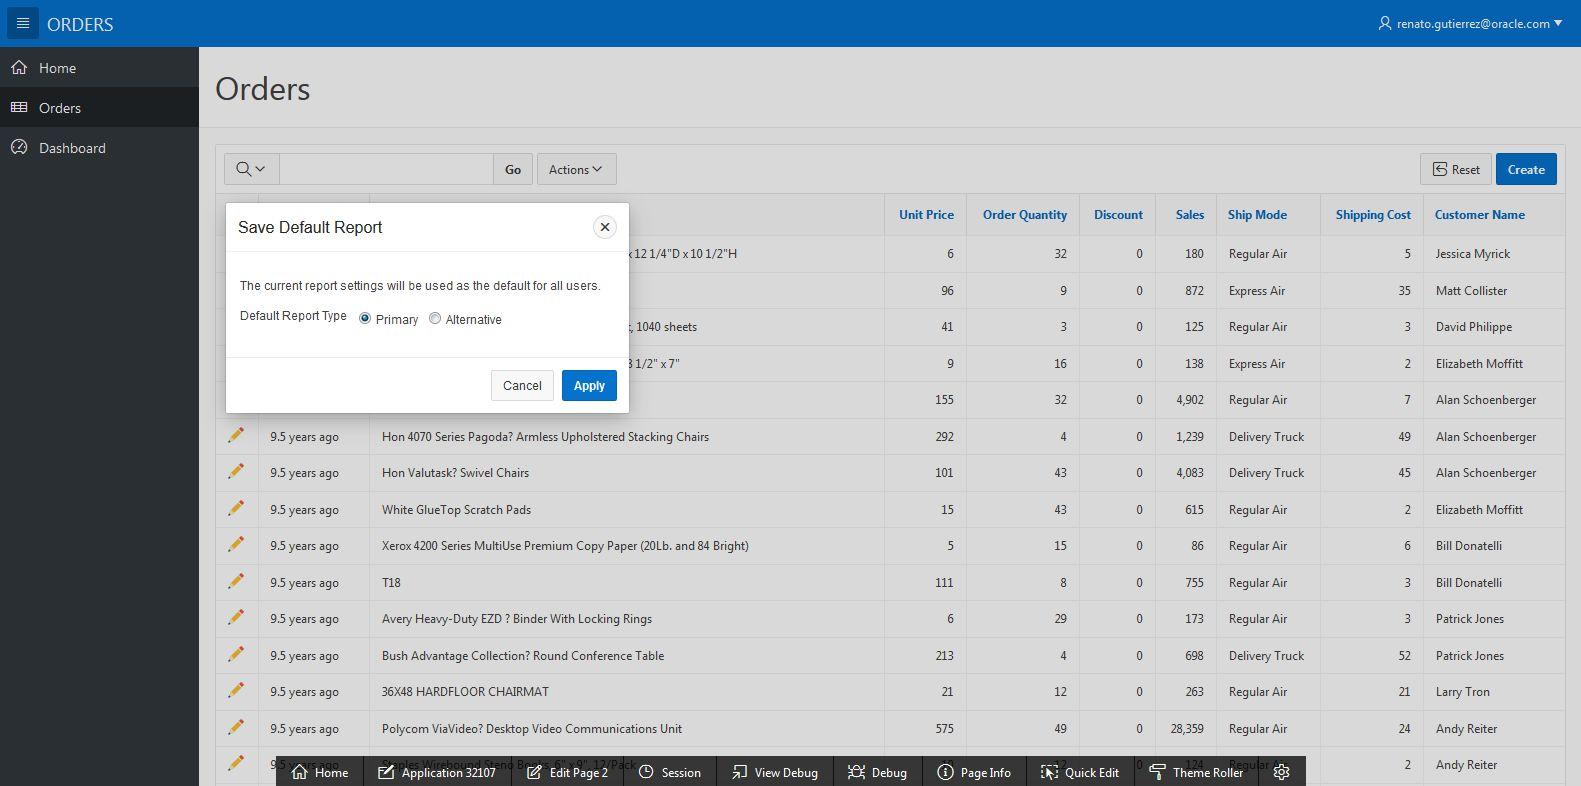 ORDERS
renato.gutierrez@oracle.com
Home
Orders
Dashboard
Orders
Go Actions Reset Create
Save Default Report
The current report settings will be used as the default for all users.
Default Report Type Primary Alternative
Cancel Apply
Unit Price Order Quantity Discount Sales Ship Mode Shipping Cost Customer Name
x 12 1/4"D x 10 1/2"H 6 32 0 180 Regular Air 5 Jessica Myrick
96 9 0 872 Express Air 35 Matt Collister
, 1040 sheets 41 3 0 125 Regular Air 3 David Philippe
1/2" x 7" 9 16 0 138 Express Air 2 Elizabeth Moffitt
155 32 0 4,902 Regular Air 7 Alan Schoenberger
9.5 years ago Hon 4070 Series Pagoda? Armless Upholstered Stacking Chairs 292 4 0 1,239 Delivery Truck 49 Alan Schoenberger
9.5 years ago Hon Valutask? Swivel Chairs 101 43 0 4,083 Delivery Truck 45 Alan Schoenberger
9.5 years ago White GlueTop Scratch Pads 15 43 0 615 Regular Air 2 Elizabeth Moffitt
9.5 years ago Xerox 4200 Series MultiUse Premium Copy Paper (20Lb. and 84 Bright) 5 15 0 86 Regular Air 6 Bill Donatelli
9.5 years ago T18 111 8 0 755 Regular Air 3 Bill Donatelli
9.5 years ago Avery Heavy-Duty EZD ? Binder With Locking Rings 6 29 0 173 Regular Air 3 Patrick Jones
9.5 years ago Bush Advantage Collection? Round Conference Table 213 4 0 698 Delivery Truck 52 Patrick Jones
9.5 years ago 36X48 HARDFLOOR CHAIRMAT 21 12 0 263 Regular Air 21 Larry Tron
9.5 years ago Polycom ViaVideo? Desktop Video Communications Unit 575 49 0 28,359 Regular Air 24 Andy Reiter
9.5 years ago Staples Wirebound Steno Books, 6" x 9", 12/Pack 12 0 124 Regular Air 2 Andy Reiter
Home Application 32107 Edit Page 2 Session View Debug Debug Page Info Quick Edit Theme Roller